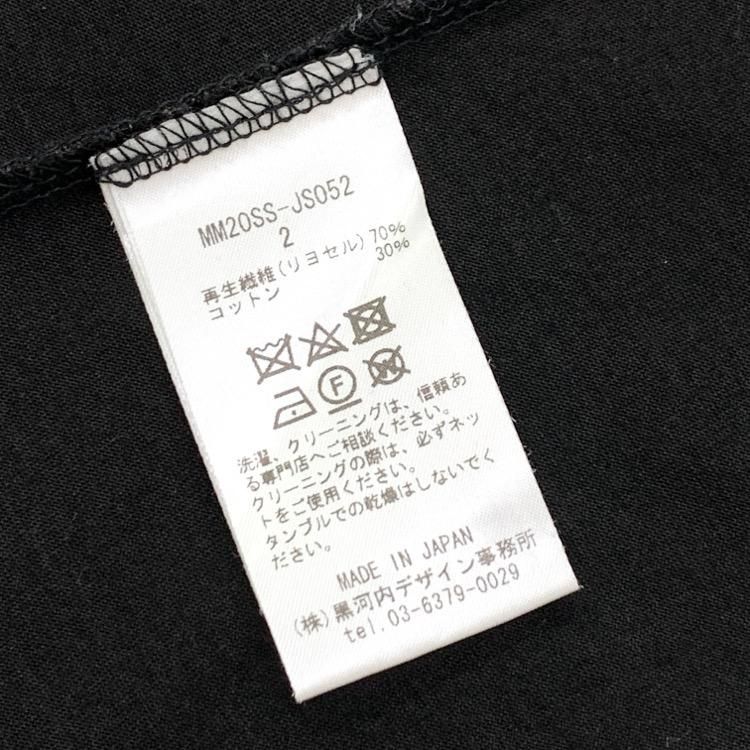 MM20SS-JS052
2
再生繊維(リヨセル) 70%
コットン 30%
F
W
洗濯、クリーニングは、信頼あ
る専門店へご相談ください。
クリーニングの際は、必ずネッ
トをご使用ください。
タンブルでの乾燥はしないでく
ださい。
MADE IN JAPAN
(株)黒河内デザイン事務所
tel.03-6379-0029